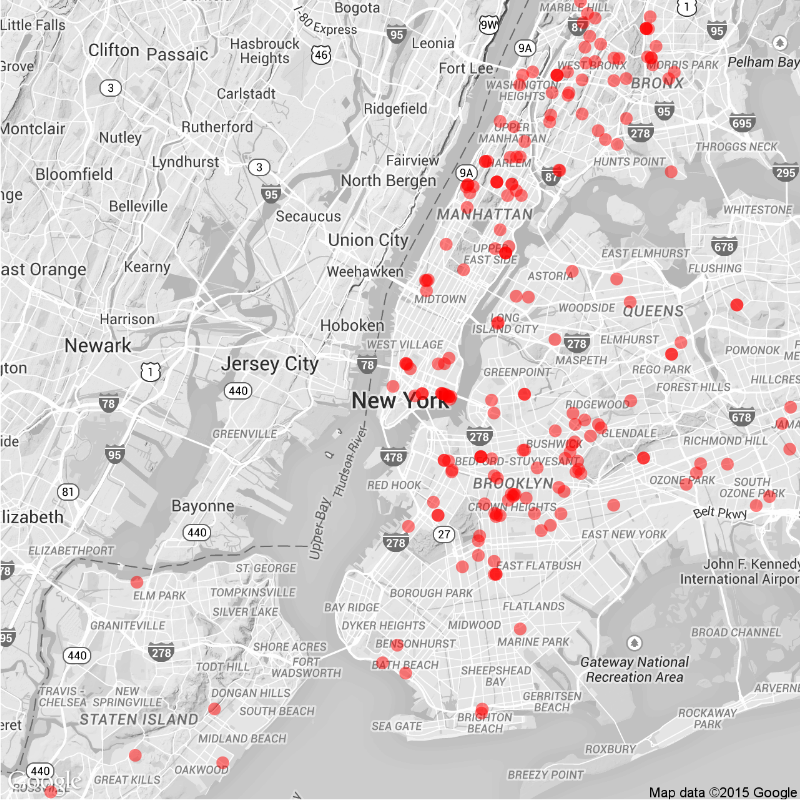 Little Falls
Bogota
I-80 Express
95
9W
MARBLE HILL
87
1
95
Clifton
Passaic
Hasbrouck
Heights
46
Leonia
9A
Fort Lee
WEST BRONX
MORRIS PARK
Pelham Bay
Grove
3
Carlstadt
WASHINGTON
HEIGHTS
BRONX
Ridgefield
95
Montclair
Nutley
Rutherford
UPPER
MANHATTAN
278
695
THROGGS NECK
Lyndhurst
3
Fairview
9A
HARLEM
HUNTS POINT
Bloomfield
95
North Bergen
87
295
nge
Belleville
Secaucus
MANHATTAN
WHITESTONE
Union City
678
ast Orange
Kearny
Weehawken
UPPER
EAST SIDE
EAST ELMHURST
FLUSHING
ASTORIA
MIDTOWN
WOODSIDE
QUEENS
Harrison
Hoboken
LONG
ISLAND CITY
Newark
WEST VILLAGE
278
ELMHURST
POMONOK
1
Jersey City
78
MASPETH
REGO PARK
gton
440
GREENPOINT
FOREST HILLS
HILLCRES
78
New York
RIDGEWOOD
678
GREENVILLE
278
BUSHWICK
GLENDALE
JAMA
ide
95
478
BEDFORD-STUYVESANT
RICHMOND HILL
81
RED HOOK
BROOKLYN
OZONE PARK
SOUTH
OZONE PARK
Hudson River
Bayonne
CROWN HEIGHTS
Belt Pkwy
lizabeth
440
Upper Bay
27
278
EAST NEW YORK
ELIZABETHPORT
78
ST. GEORGE
EAST FLATBUSH
John F. Kennedy
International Airport
ELM PARK
TOMPKINSVILLE
BOROUGH PARK
SILVER LAKE
BAY RIDGE
FLATLANDS
GRANITEVILLE
DYKER HEIGHTS
MIDWOOD
95
BROAD CHANNEL
440
278
SHORE ACRES
BENSONHURST
MARINE PARK
TODT HILL
FORT
WADSWORTH
BATH BEACH
Gateway National
Recreation Area
SHEEPSHEAD
BAY
TRAVIS -
CHELSEA
NEW
SPRINGVILLE
DONGAN HILLS
ARVERNE
eret
STATEN ISLAND
SOUTH BEACH
GERRITSEN
BEACH
SEA GATE
BRIGHTON
BEACH
ROCKAWAY
PARK
MIDLAND BEACH
ROXBURY
440
GREAT KILLS
OAKWOOD
BREEZY POINT
Google
ROSSVILLE
Map data ©2015 Google